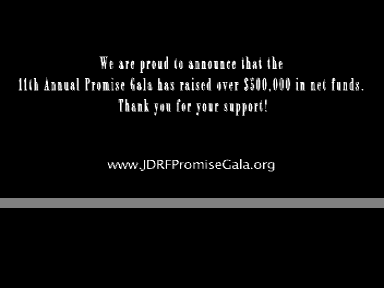 We are proud to announce that the
11th Annual Promise Gala has raised over $500,000 in net funds.
Thank you for your support!
www.JDRFPromiseGala.org